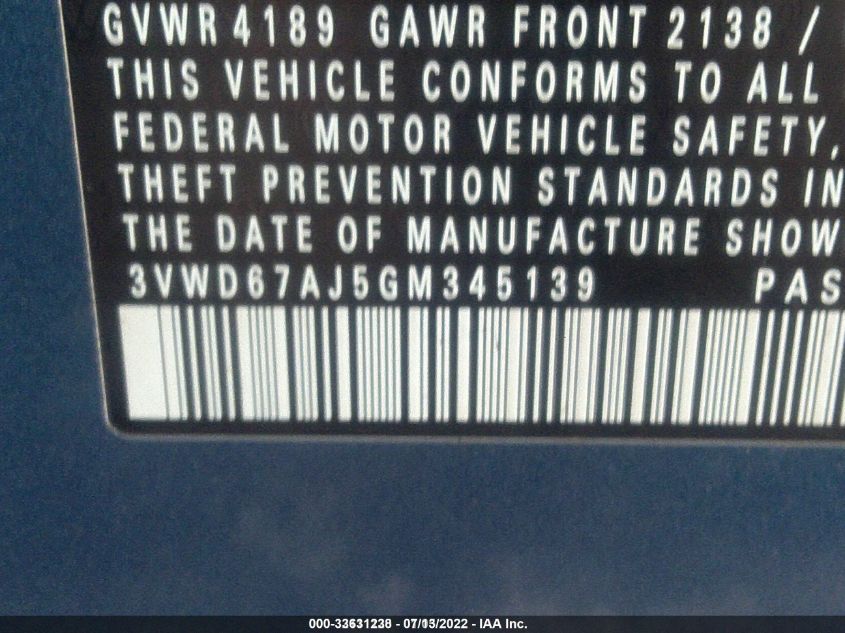 GVWR 4189 GAWR FRONT 2138 /
THIS VEHICLE CONFORMS TO ALL
FEDERAL MOTOR VEHICLE SAFETY,
THEFT PREVENTION STANDARDS IN
THE DATE OF MANUFACTURE SHOW
3VWD67AJ5GM345139 PAS
000-33631238 - 07/13/2022 - IAA Inc.